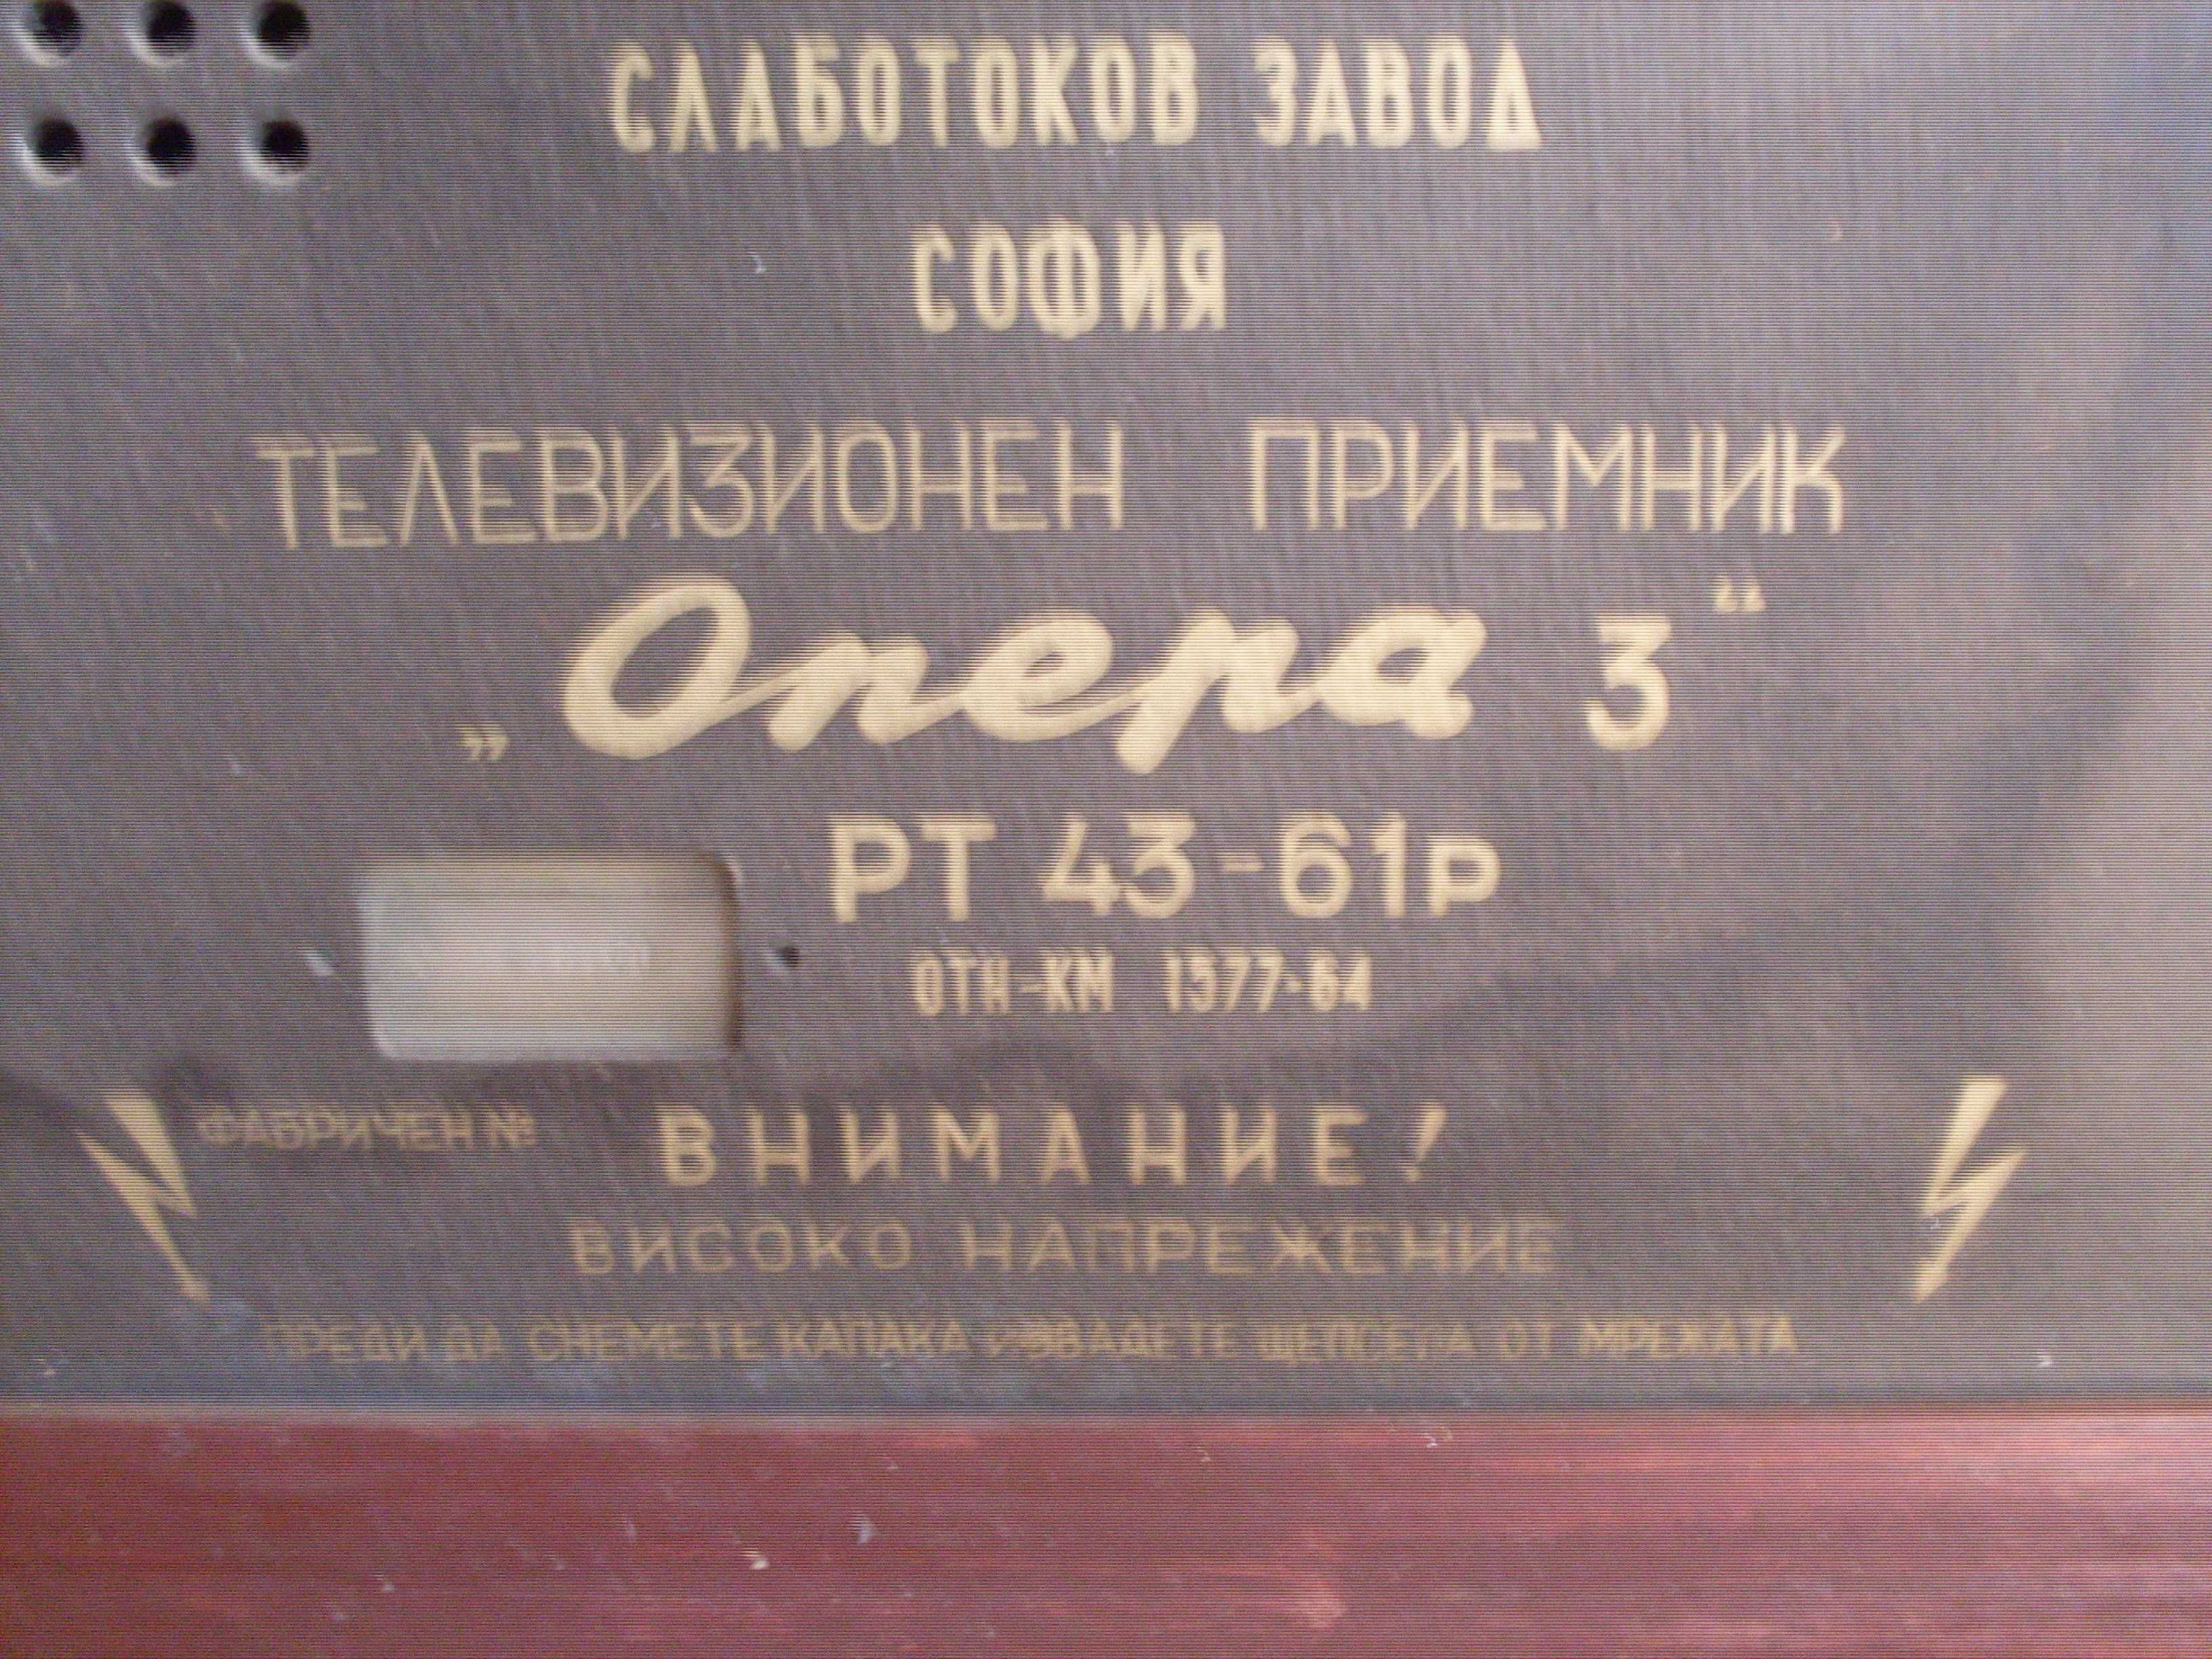 СЛАБОТОКОВ ЗАВОД
СОФИЯ
ТЕЛЕВИЗИОНЕН ПРИЕМНИК
„Опера 3“
РТ 43-61р
ОТН-КМ 1377-64
ФАБРИЧЕН №
ВНИМАНИЕ!
ВИСОКО НАПРЕЖЕНИЕ
ПРЕДИ ДА СНЕМЕТЕ КАПАКА ИЗВАДЕТЕ ЩЕПСЕЛА ОТ МРЕЖАТА